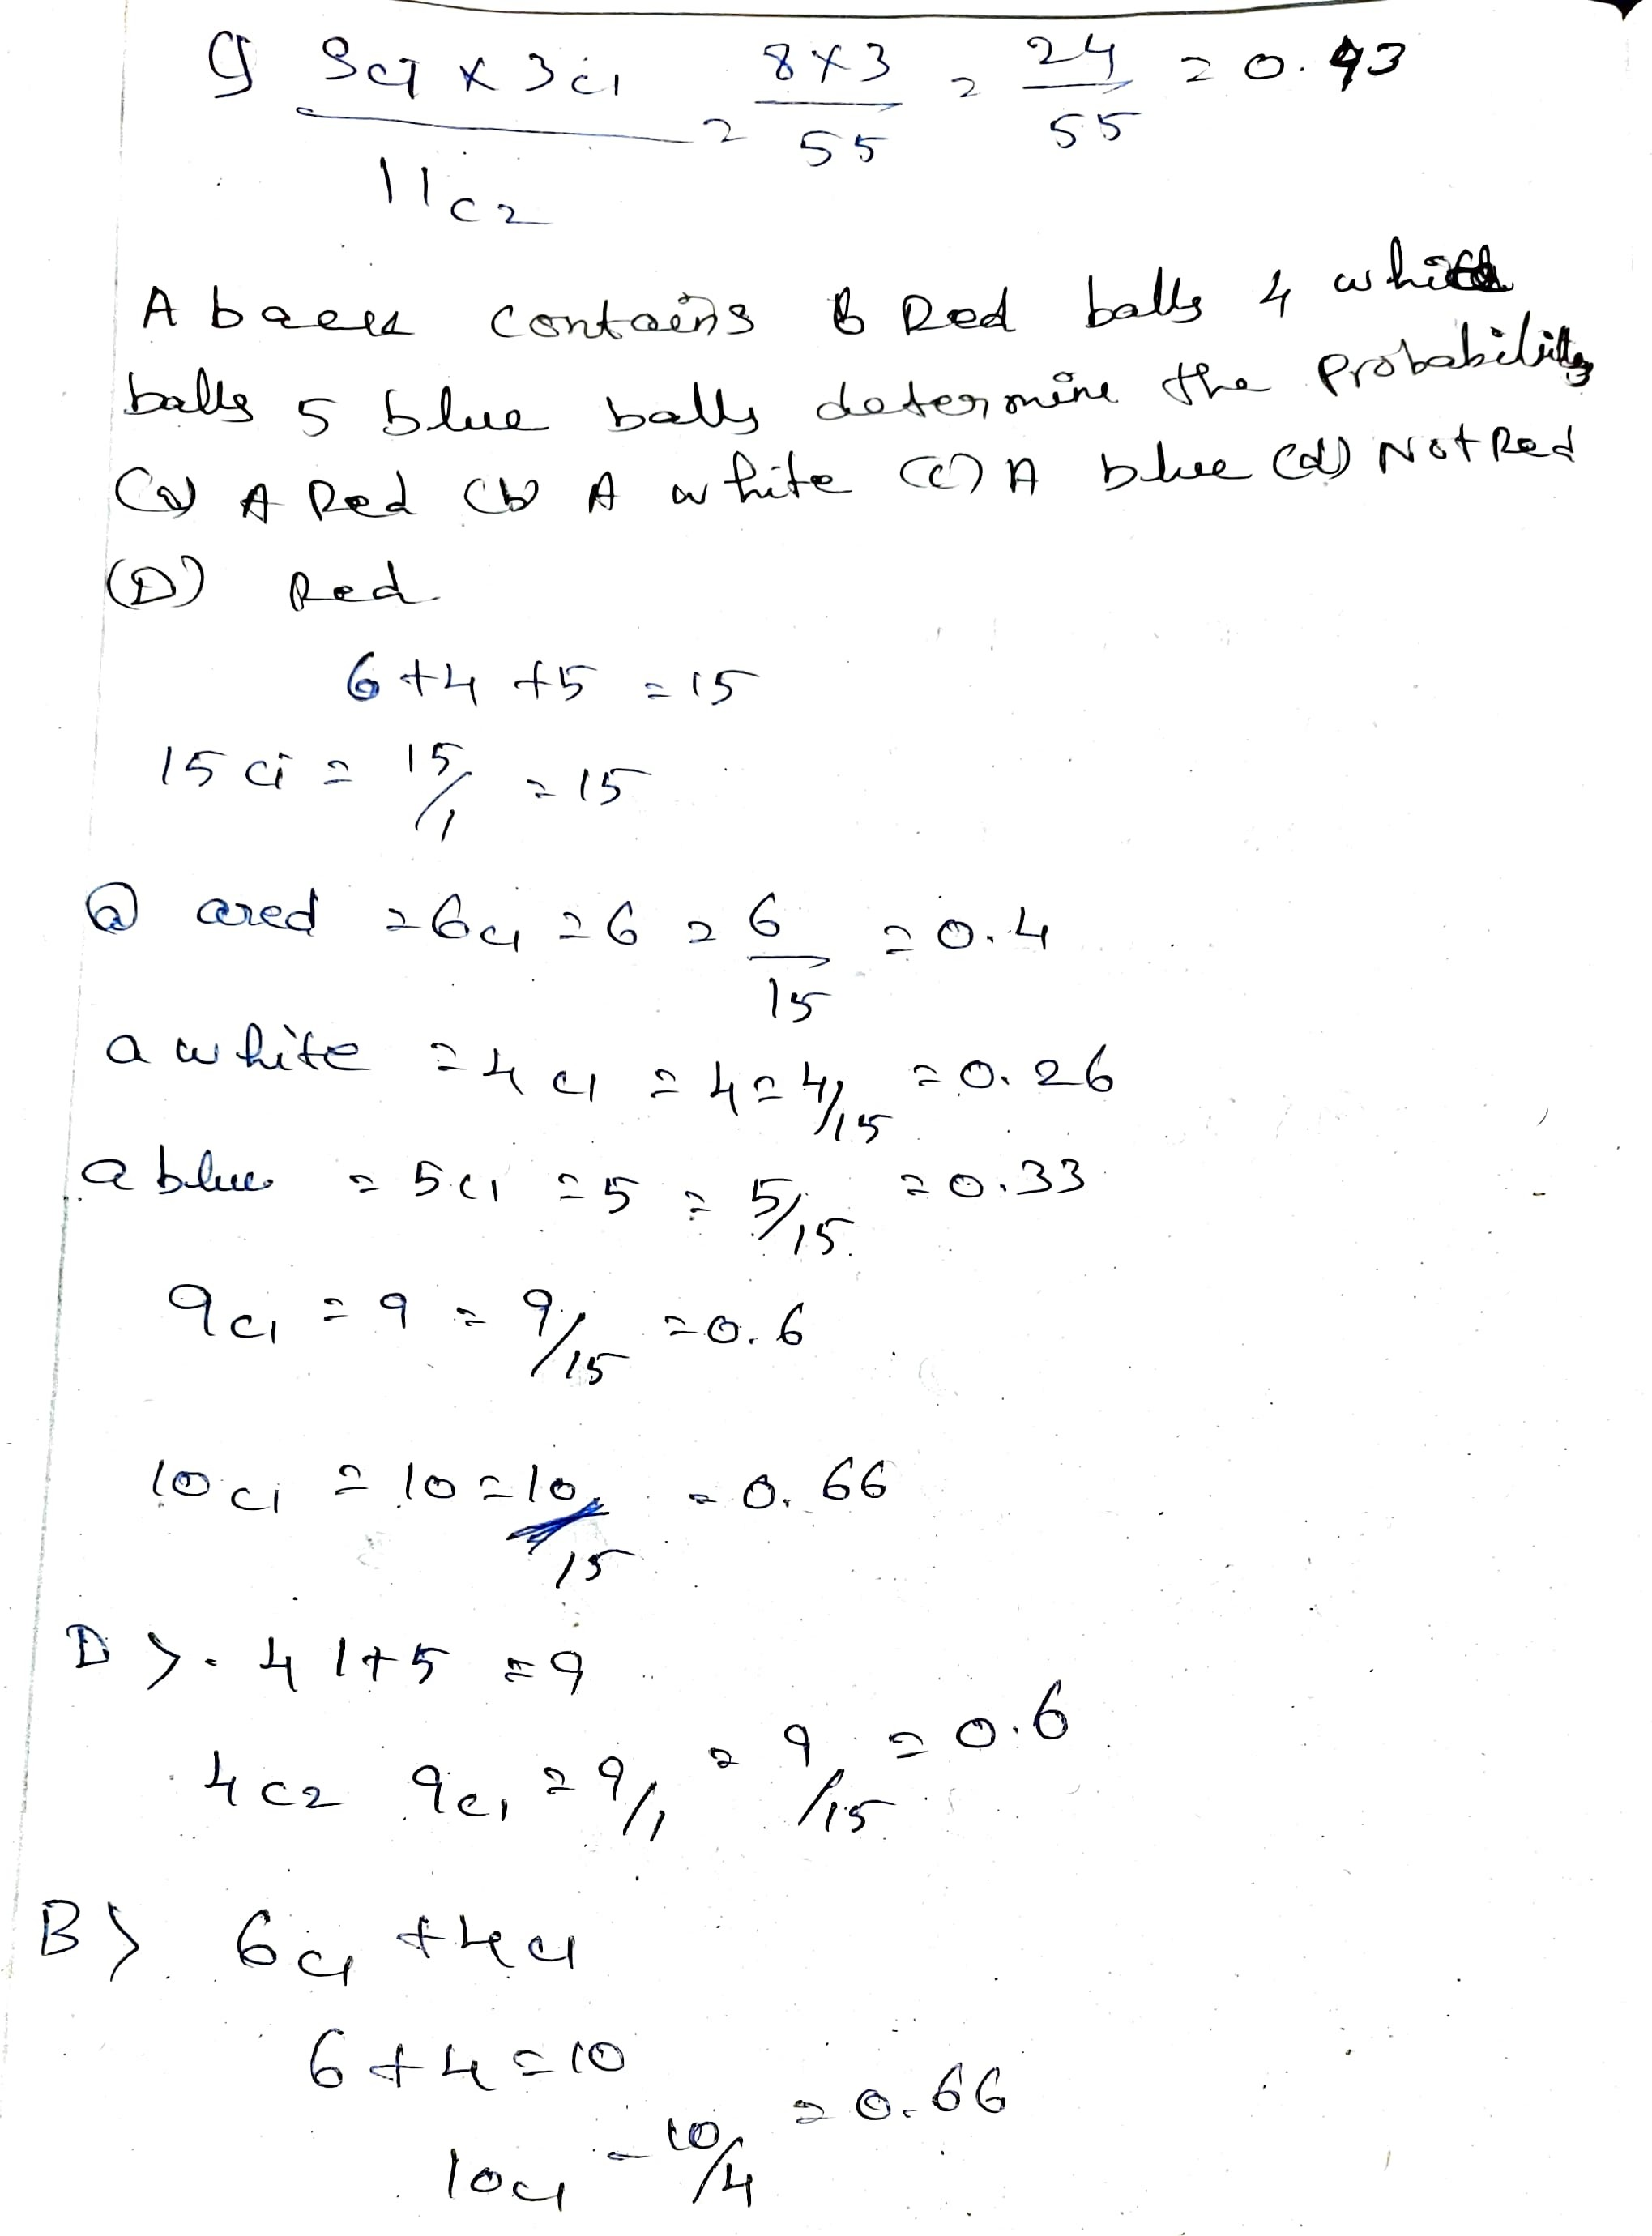 9 8c1 x 3c1 = 8x3 = 24 = 0.43
11c2 55 55
A contains 6 Red balls 4 white
balls 5 blue balls determine the probability
(a) A Red (b) A white (c) A blue (d) Not Red
(D) Red
6+4+5 = 15
15c1 = 15/1 = 15
(a) ared = 6c1 = 6 = 6/15 = 0.4
a white = 4c1 = 4 = 4/15 = 0.26
a blue = 5c1 = 5 = 5/15 = 0.33
9c1 = 9 = 9/15 = 0.6
10c1 = 10 = 10/15 = 0.66
D> 4 1+5 = 9
4c2 9c1 = 9/1 = 9/15 = 0.6
B> 6c1 + 4c1
6+4 = 10
10c1 = 10/4 = 0.66